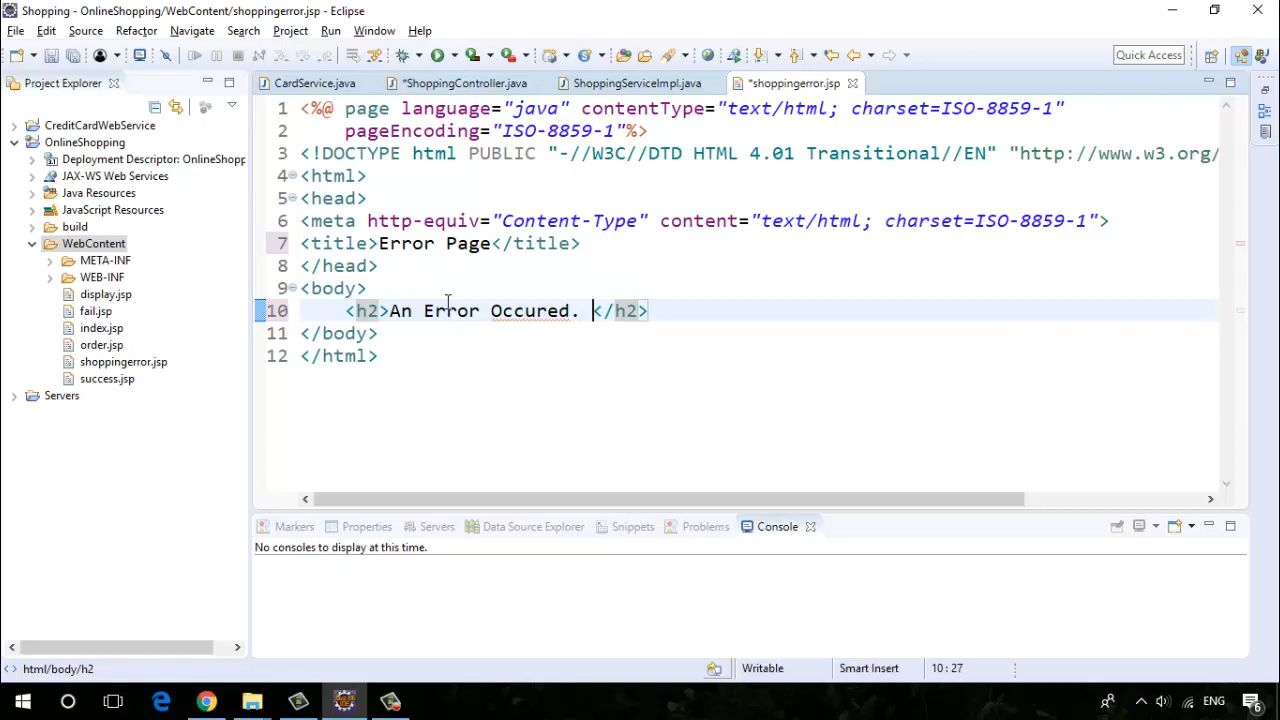 Shopping - OnlineShopping/WebContent/shoppingerror.jsp - Eclipse
File Edit Source Refactor Navigate Search Project Run Window Help
Quick Access
Project Explorer
CardService.java *ShoppingController.java ShoppingServiceImpl.java *shoppingerror.jsp
CreditCardWebService
OnlineShopping
Deployment Descriptor: OnlineShopp
JAX-WS Web Services
Java Resources
JavaScript Resources
build
WebContent
META-INF
WEB-INF
display.jsp
fail.jsp
index.jsp
order.jsp
shoppingerror.jsp
success.jsp
Servers
1 <%@ page language="java" contentType="text/html; charset=ISO-8859-1"
2 pageEncoding="ISO-8859-1"%>
3 <!DOCTYPE html PUBLIC "-//W3C//DTD HTML 4.01 Transitional//EN" "http://www.w3.org/
4 <html>
5 <head>
6 <meta http-equiv="Content-Type" content="text/html; charset=ISO-8859-1">
7 <title>Error Page</title>
8 </head>
9 <body>
10 <h2>An Error Occured. </h2>
11 </body>
12 </html>
Markers Properties Servers Data Source Explorer Snippets Problems Console
No consoles to display at this time.
html/body/h2 Writable Smart Insert 10 : 27
ENG 6